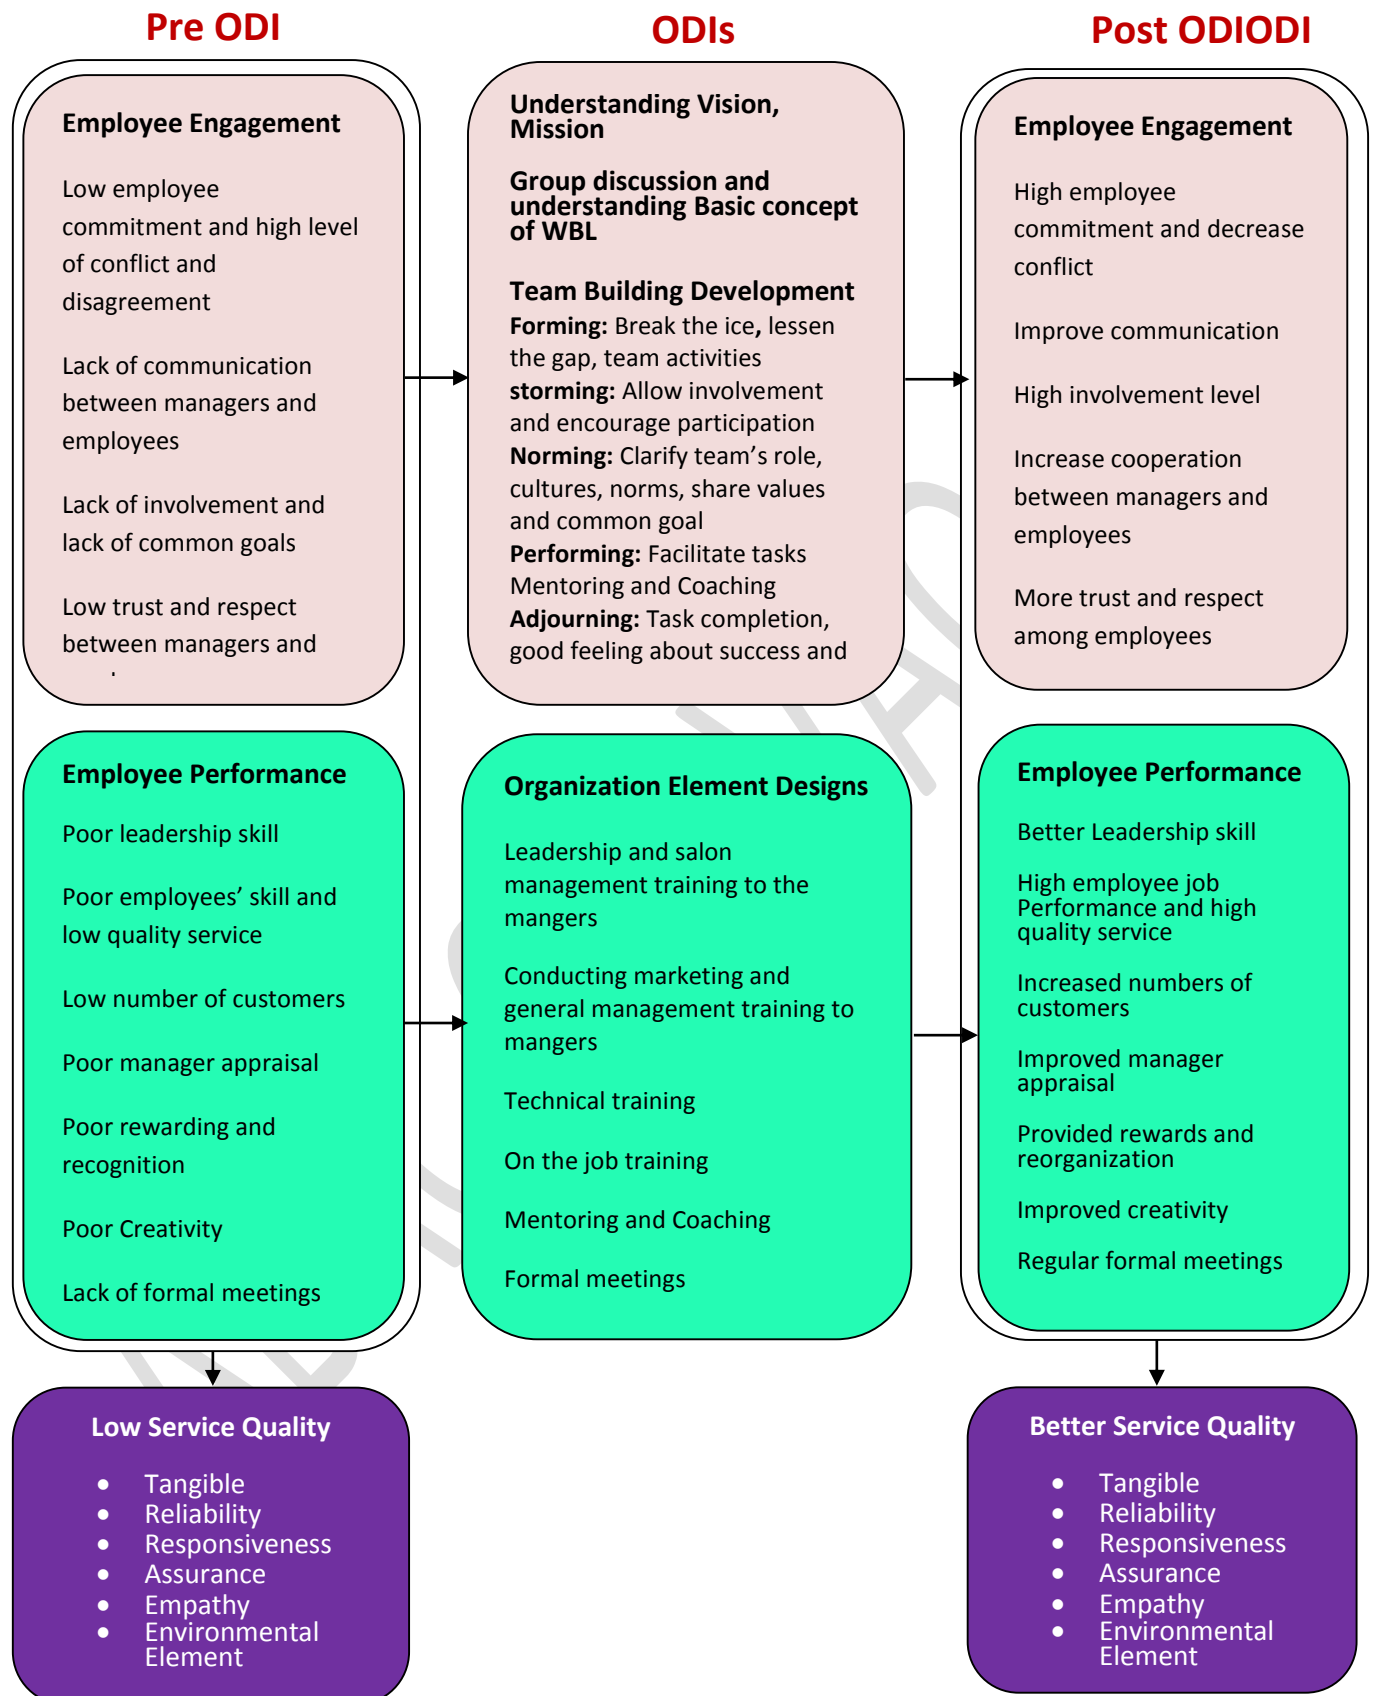 Pre ODI
ODIs
Post ODIODI
Employee Engagement
Low employee
commitment and high level
of conflict and
disagreement
Lack of communication
between managers and
employees
Lack of involvement and
lack of common goals
Low trust and respect
between managers and
Understanding Vision,
Mission
Group discussion and
understanding Basic concept
of WBL
Team Building Development
Forming: Break the ice, lessen
the gap, team activities
storming: Allow involvement
and encourage participation
Norming: Clarify team’s role,
cultures, norms, share values
and common goal
Performing: Facilitate tasks
Mentoring and Coaching
Adjourning: Task completion,
good feeling about success and
Employee Engagement
High employee
commitment and decrease
conflict
Improve communication
High involvement level
Increase cooperation
between managers and
employees
More trust and respect
among employees
Employee Performance
Poor leadership skill
Poor employees’ skill and
low quality service
Low number of customers
Poor manager appraisal
Poor rewarding and
recognition
Poor Creativity
Lack of formal meetings
Organization Element Designs
Leadership and salon
management training to the
mangers
Conducting marketing and
general management training to
mangers
Technical training
On the job training
Mentoring and Coaching
Formal meetings
Employee Performance
Better Leadership skill
High employee job
Performance and high
quality service
Increased numbers of
customers
Improved manager
appraisal
Provided rewards and
reorganization
Improved creativity
Regular formal meetings
Low Service Quality
• Tangible
• Reliability
• Responsiveness
• Assurance
• Empathy
• Environmental
Element
Better Service Quality
• Tangible
• Reliability
• Responsiveness
• Assurance
• Empathy
• Environmental
Element